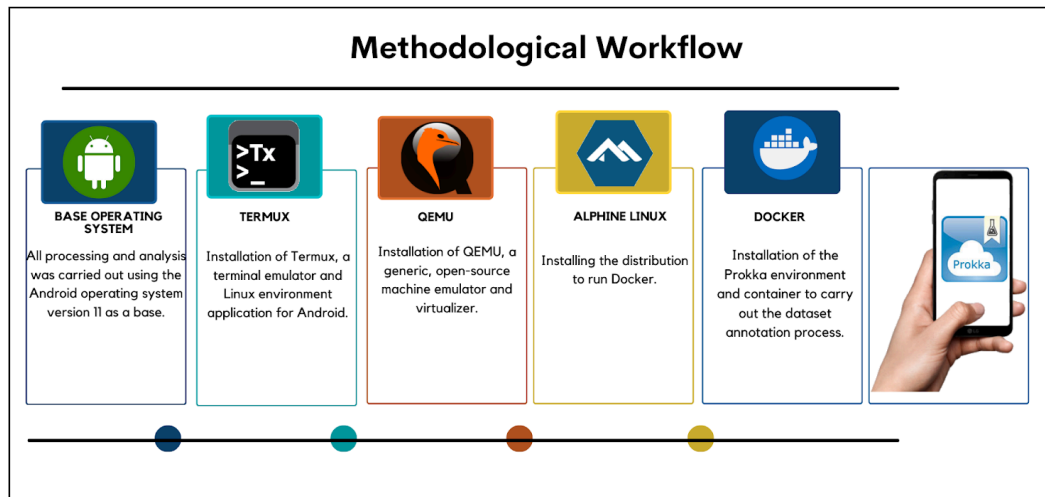 Methodological Workflow
>Tx
>_
BASE OPERATING
SYSTEM
All processing and analysis
was carried out using the
Android operating system
version 11 as a base.
TERMUX
Installation of Termux, a
terminal emulator and
Linux environment
application for Android.
QEMU
Installation of QEMU, a
generic, open-source
machine emulator and
virtualizer.
ALPHINE LINUX
Installing the distribution
to run Docker.
DOCKER
Installation of the
Prokka environment
and container to carry
out the dataset
annotation process.
Prokka
LG